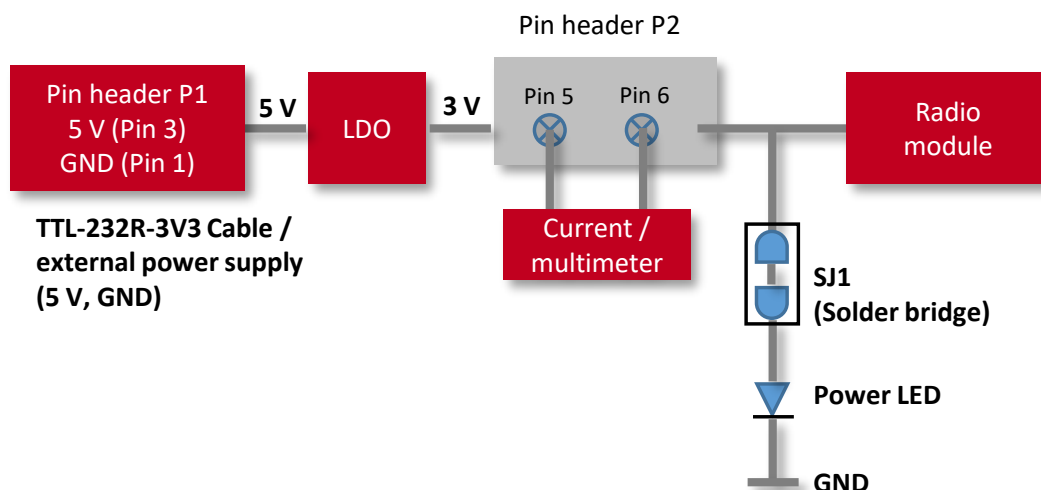 Pin header P2
Pin header P1
5 V (Pin 3)
GND (Pin 1)
5 V
LDO
3 V
Pin 5
Pin 6
Radio
module
TTL-232R-3V3 Cable /
external power supply
(5 V, GND)
Current /
multimeter
SJ1
(Solder bridge)
Power LED
GND